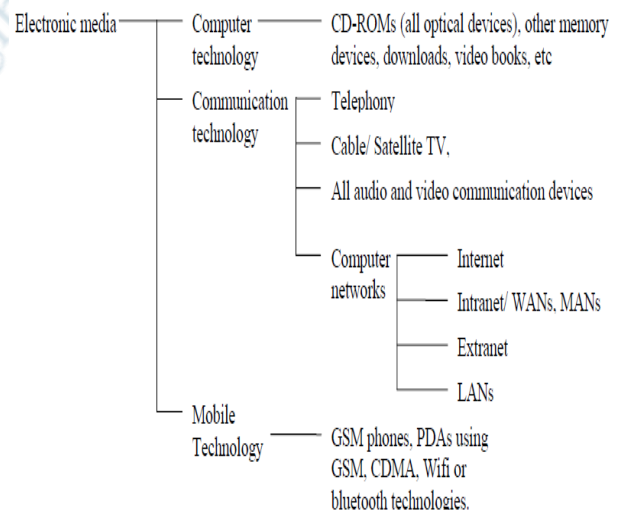 Electronic media
Computer
technology
CD-ROMs (all optical devices), other memory
devices, downloads, video books, etc
Communication
technology
Telephony
Cable/ Satellite TV,
All audio and video communication devices
Computer
networks
Internet
Intranet/ WANs, MANs
Extranet
LANs
Mobile
Technology
GSM phones, PDAs using
GSM, CDMA, Wifi or
bluetooth technologies.